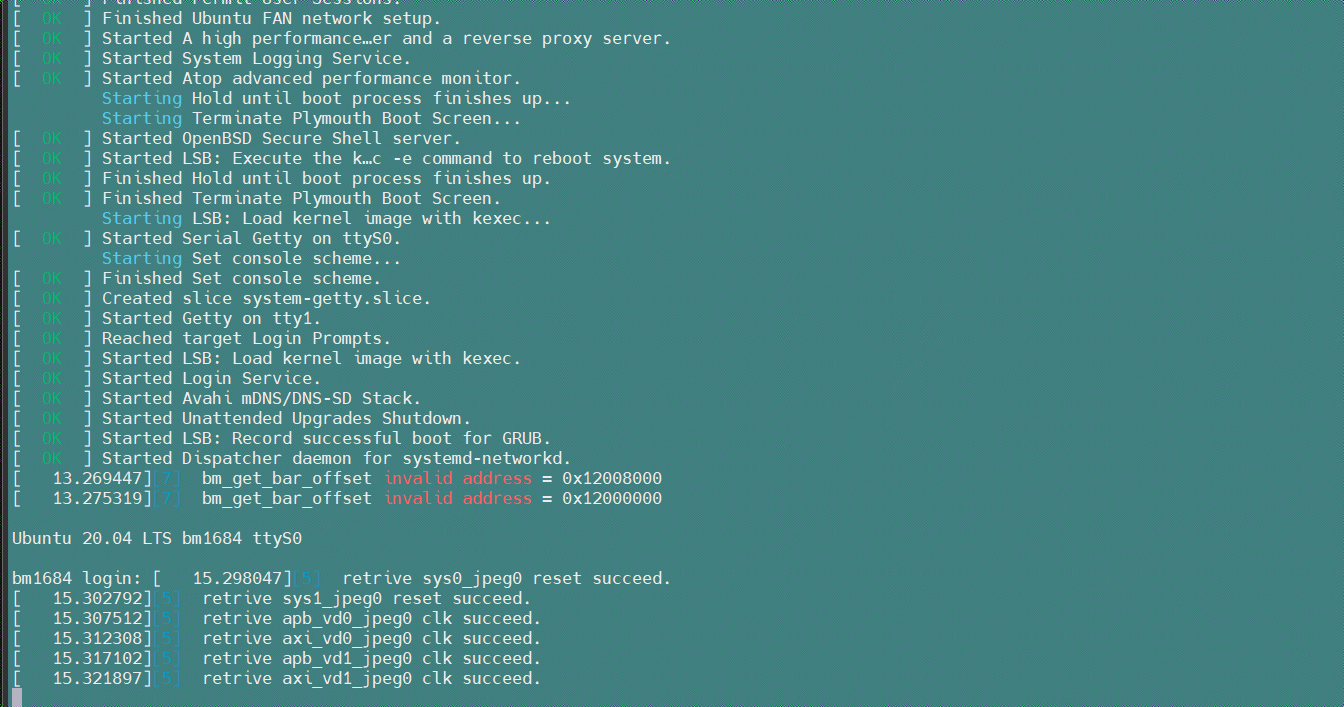 [  OK  ] Finished Permit User Sessions.
[  OK  ] Finished Ubuntu FAN network setup.
[  OK  ] Started A high performance…er and a reverse proxy server.
[  OK  ] Started System Logging Service.
[  OK  ] Started Atop advanced performance monitor.
         Starting Hold until boot process finishes up...
         Starting Terminate Plymouth Boot Screen...
[  OK  ] Started OpenBSD Secure Shell server.
[  OK  ] Started LSB: Execute the k…c -e command to reboot system.
[  OK  ] Finished Hold until boot process finishes up.
[  OK  ] Finished Terminate Plymouth Boot Screen.
         Starting LSB: Load kernel image with kexec...
[  OK  ] Started Serial Getty on ttyS0.
         Starting Set console scheme...
[  OK  ] Finished Set console scheme.
[  OK  ] Created slice system-getty.slice.
[  OK  ] Started Getty on tty1.
[  OK  ] Reached target Login Prompts.
[  OK  ] Started LSB: Load kernel image with kexec.
[  OK  ] Started Login Service.
[  OK  ] Started Avahi mDNS/DNS-SD Stack.
[  OK  ] Started Unattended Upgrades Shutdown.
[  OK  ] Started LSB: Record successful boot for GRUB.
[  OK  ] Started Dispatcher daemon for systemd-networkd.
[   13.269447][7]  bm_get_bar_offset invalid address = 0x12008000
[   13.275319][7]  bm_get_bar_offset invalid address = 0x12000000
Ubuntu 20.04 LTS bm1684 ttyS0
bm1684 login: [   15.298047][5]  retrive sys0_jpeg0 reset succeed.
[   15.302792][5]  retrive sys1_jpeg0 reset succeed.
[   15.307512][5]  retrive apb_vd0_jpeg0 clk succeed.
[   15.312308][5]  retrive axi_vd0_jpeg0 clk succeed.
[   15.317102][5]  retrive apb_vd1_jpeg0 clk succeed.
[   15.321897][5]  retrive axi_vd1_jpeg0 clk succeed.